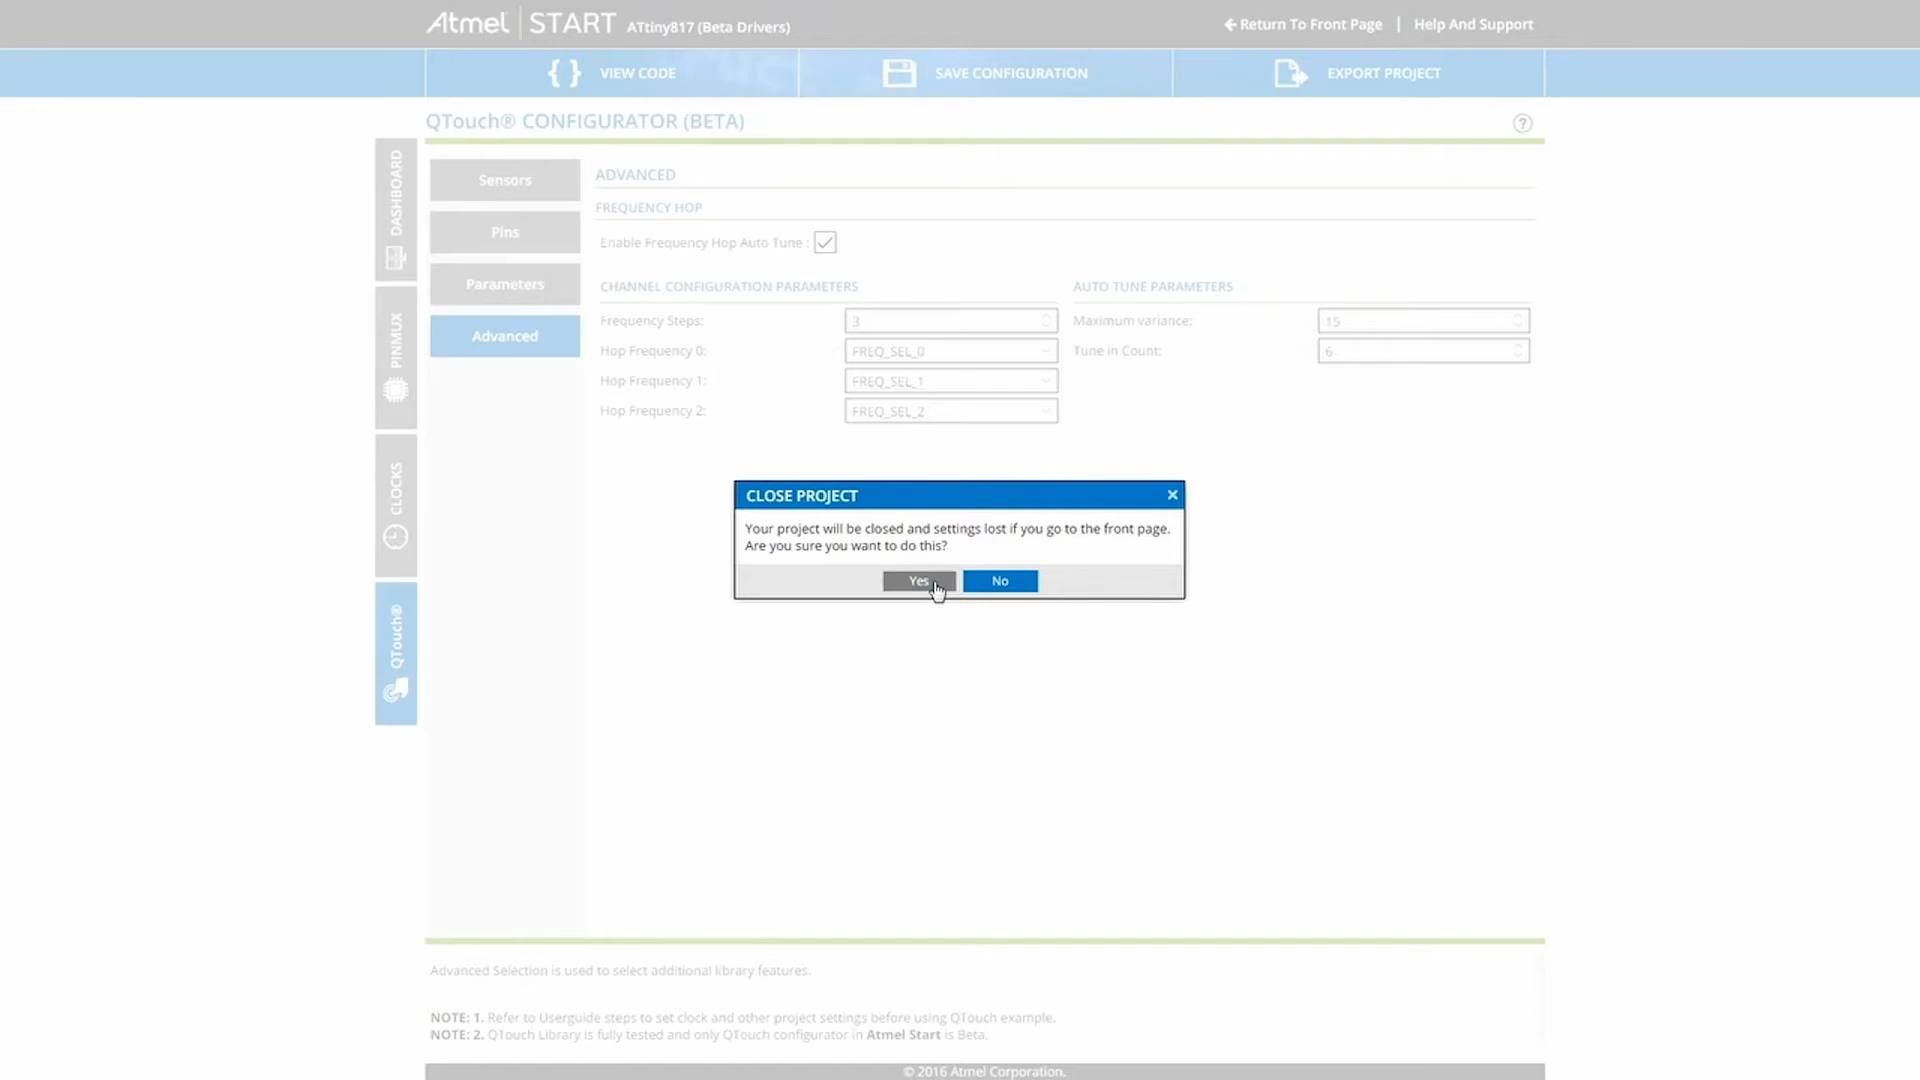 Atmel START ATtiny817 (Beta Drivers)
Return To Front Page | Help And Support
{ } VIEW CODE
SAVE CONFIGURATION
EXPORT PROJECT
QTouch® CONFIGURATOR (BETA)
?
DASHBOARD
PINMUX
CLOCKS
QTouch®
Sensors
Pins
Parameters
Advanced
ADVANCED
FREQUENCY HOP
Enable Frequency Hop Auto Tune :
CHANNEL CONFIGURATION PARAMETERS
Frequency Steps: 3
Hop Frequency 0: FREQ_SEL_0
Hop Frequency 1: FREQ_SEL_1
Hop Frequency 2: FREQ_SEL_2
AUTO TUNE PARAMETERS
Maximum variance: 15
Tune in Count: 6
CLOSE PROJECT
Your project will be closed and settings lost if you go to the front page.
Are you sure you want to do this?
Yes
No
Advanced Selection is used to select additional library features.
NOTE: 1. Refer to Userguide steps to set clock and other project settings before using QTouch example.
NOTE: 2. QTouch Library is fully tested and only QTouch configurator in Atmel Start is Beta.
© 2016 Atmel Corporation.